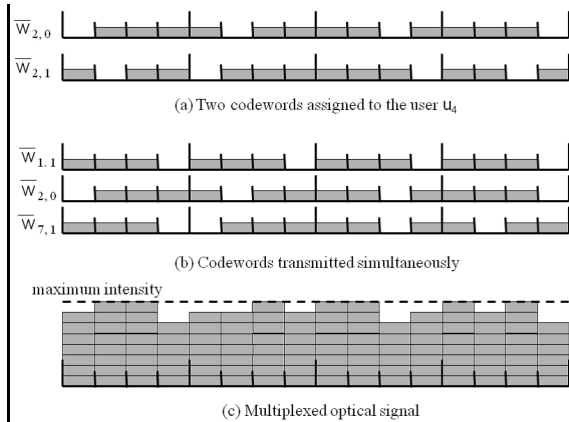 W̅2,0
W̅2,1
(a) Two codewords assigned to the user u4
W̅1,1
W̅2,0
W̅7,1
(b) Codewords transmitted simultaneously
maximum intensity
(c) Multiplexed optical signal